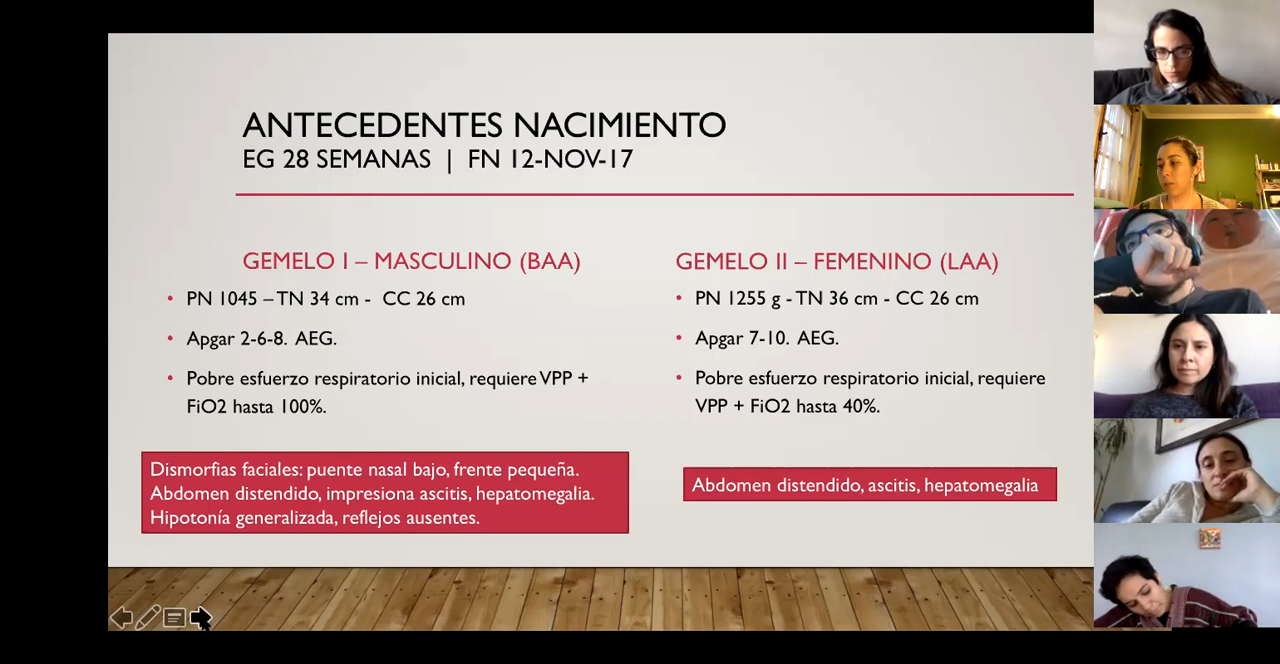 ANTECEDENTES NACIMIENTO
EG 28 SEMANAS | FN 12-NOV-17
GEMELO I – MASCULINO (BAA)
• PN 1045 – TN 34 cm - CC 26 cm
• Apgar 2-6-8. AEG.
• Pobre esfuerzo respiratorio inicial, requiere VPP +
FiO2 hasta 100%.
Dismorfias faciales: puente nasal bajo, frente pequeña.
Abdomen distendido, impresiona ascitis, hepatomegalia.
Hipotonía generalizada, reflejos ausentes.
GEMELO II – FEMENINO (LAA)
• PN 1255 g - TN 36 cm - CC 26 cm
• Apgar 7-10. AEG.
• Pobre esfuerzo respiratorio inicial, requiere
VPP + FiO2 hasta 40%.
Abdomen distendido, ascitis, hepatomegalia